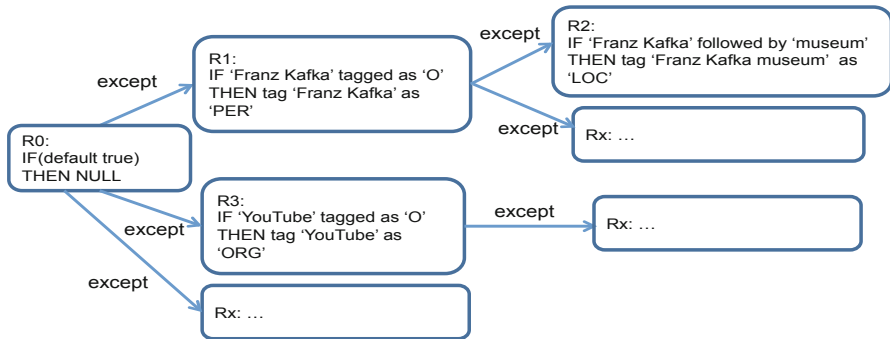 R0:
IF(default true)
THEN NULL
except
R1:
IF ‘Franz Kafka’ tagged as ‘O’
THEN tag ‘Franz Kafka’ as
‘PER’
except
R2:
IF ‘Franz Kafka’ followed by ‘museum’
THEN tag ‘Franz Kafka museum’ as
‘LOC’
except
Rx: ...
except
R3:
IF ‘YouTube’ tagged as ‘O’
THEN tag ‘YouTube’ as
‘ORG’
except
Rx: ...
except
Rx: ...